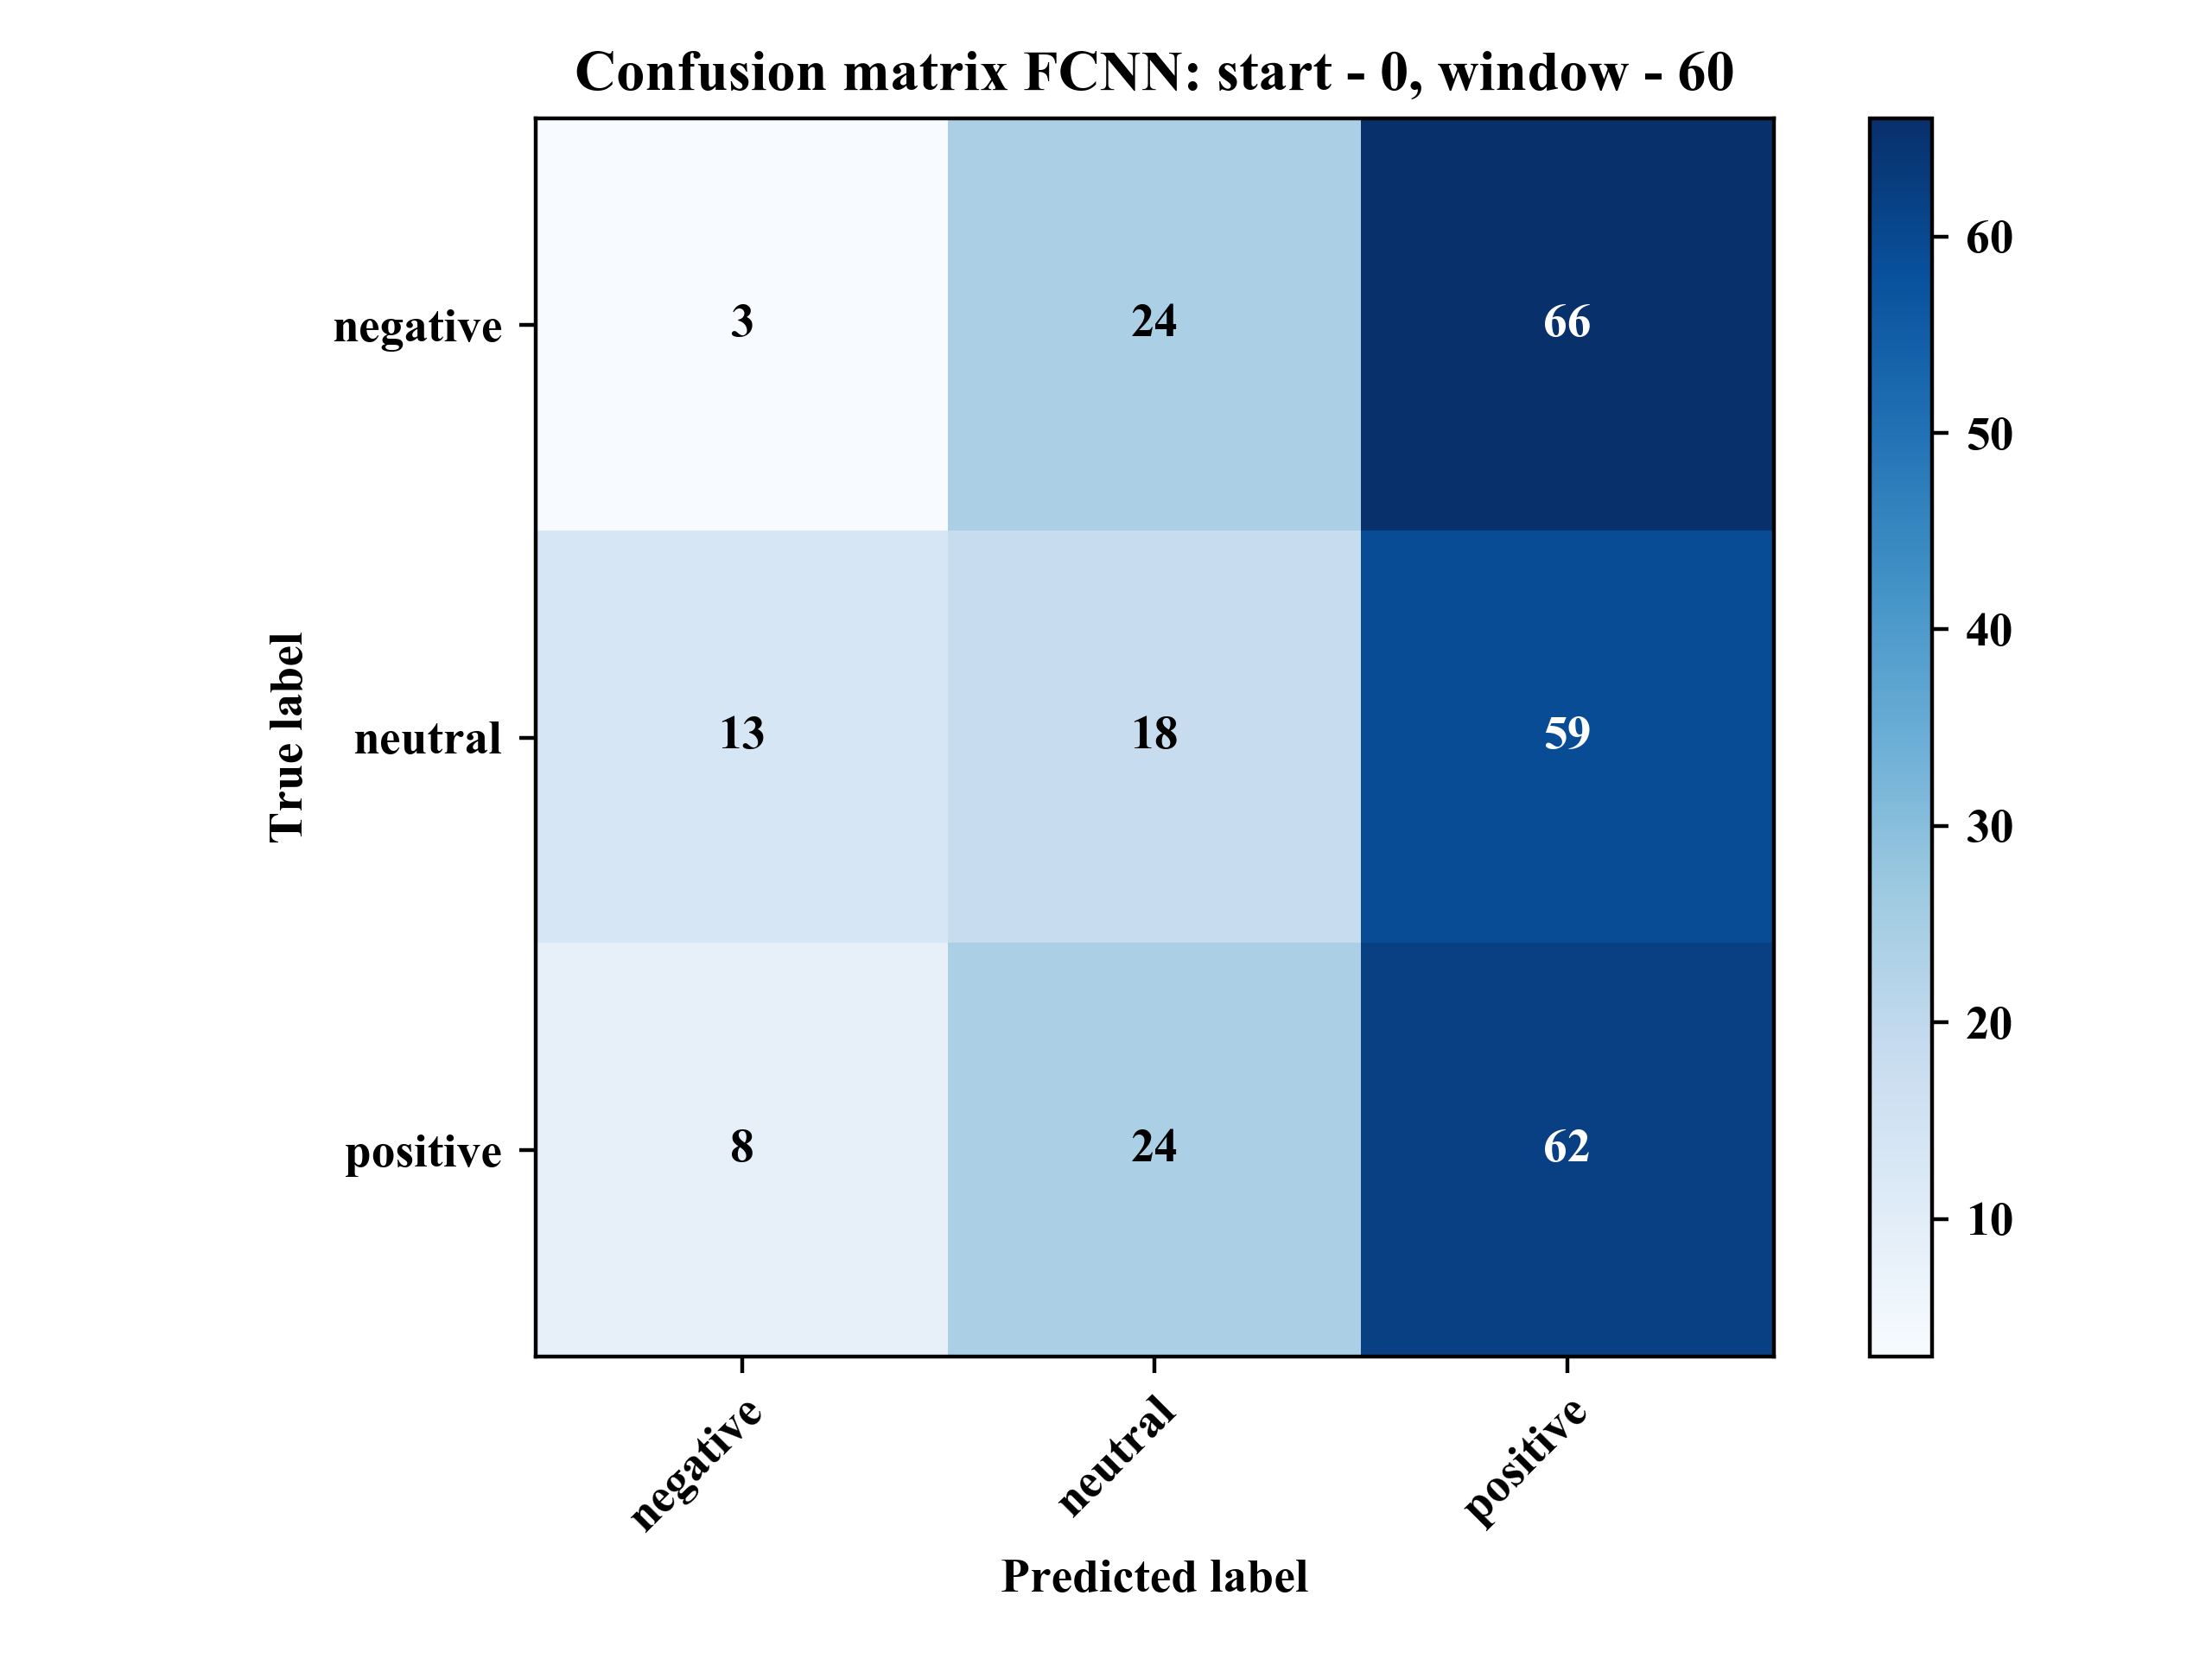 Confusion matrix FCNN: start - 0, window - 60
negative 3 24 66
neutral 13 18 59
positive 8 24 62
True label
negative neutral positive
Predicted label
60
50
40
30
20
10